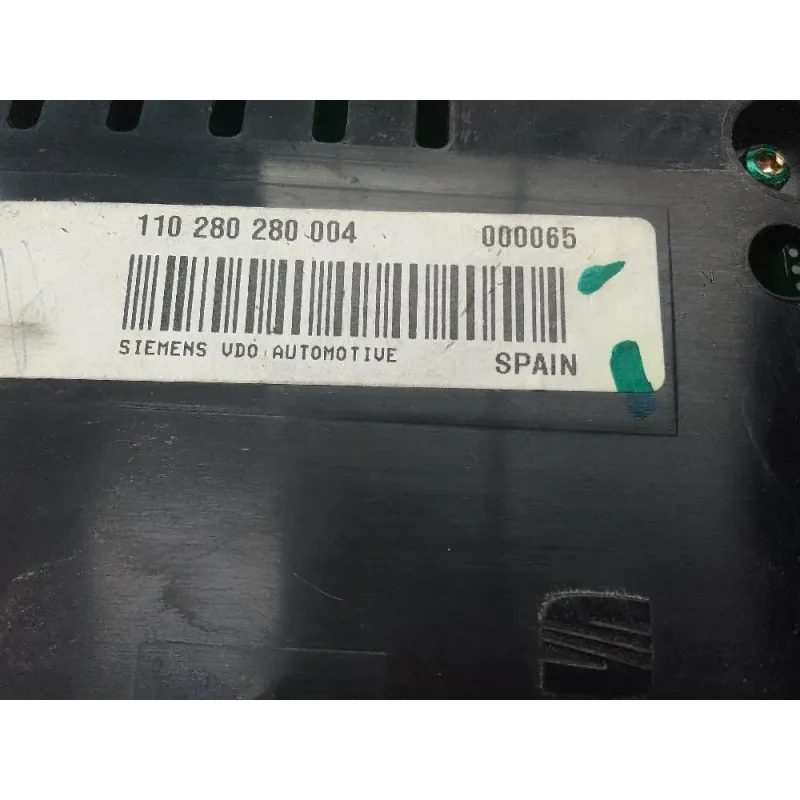 110 280 280 004 000065
SIEMENS VDO AUTOMOTIVE SPAIN